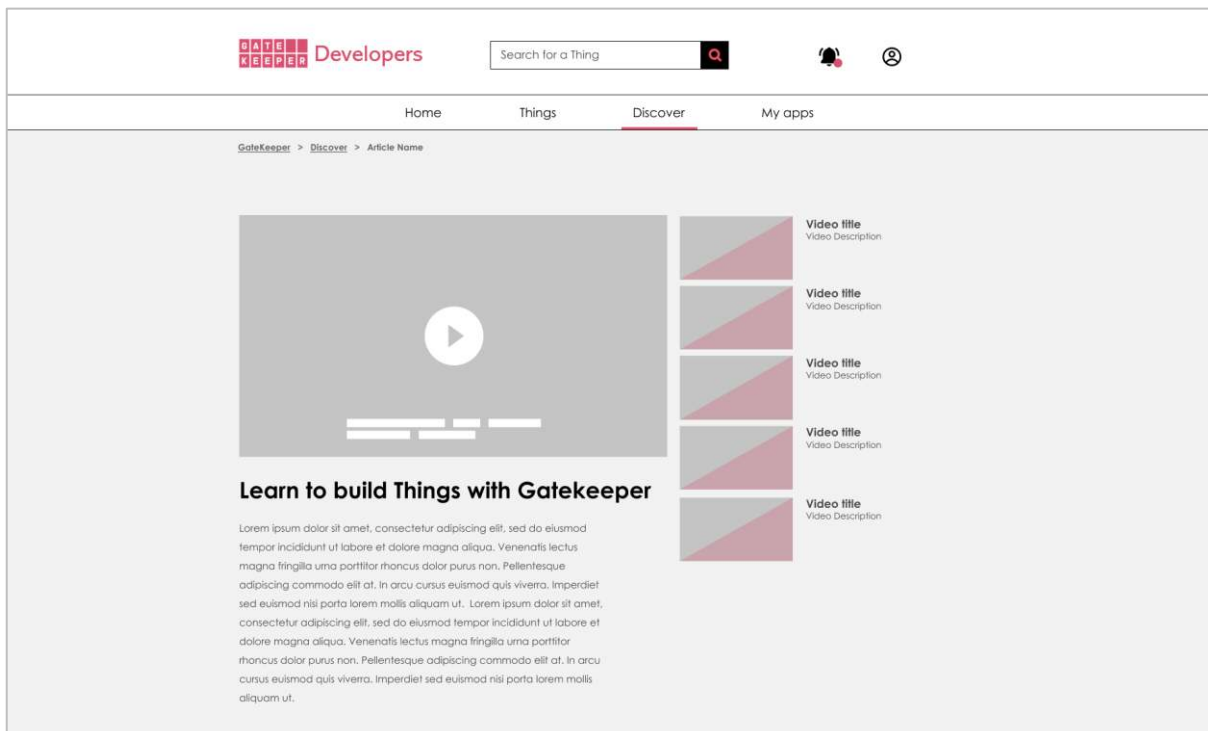 GATE
KEEPER
Developers
Search for a Thing
Home
Things
Discover
My apps
GateKeeper > Discover > Article Name
Video title
Video Description
Video title
Video Description
Video title
Video Description
Video title
Video Description
Video title
Video Description
Learn to build Things with Gatekeeper
Lorem ipsum dolor sit amet, consectetur adipiscing elit, sed do eiusmod
tempor incididunt ut labore et dolore magna aliqua. Venenatis lectus
magna fringilla urna porttitor rhoncus dolor purus non. Pellentesque
adipiscing commodo elit at. In arcu cursus euismod quis viverra. Imperdiet
sed euismod nisi porta lorem mollis aliquam ut. Lorem ipsum dolor sit amet,
consectetur adipiscing elit, sed do eiusmod tempor incididunt ut labore et
dolore magna aliqua. Venenatis lectus magna fringilla urna porttitor
rhoncus dolor purus non. Pellentesque adipiscing commodo elit at. In arcu
cursus euismod quis viverra. Imperdiet sed euismod nisi porta lorem mollis
aliquam ut.